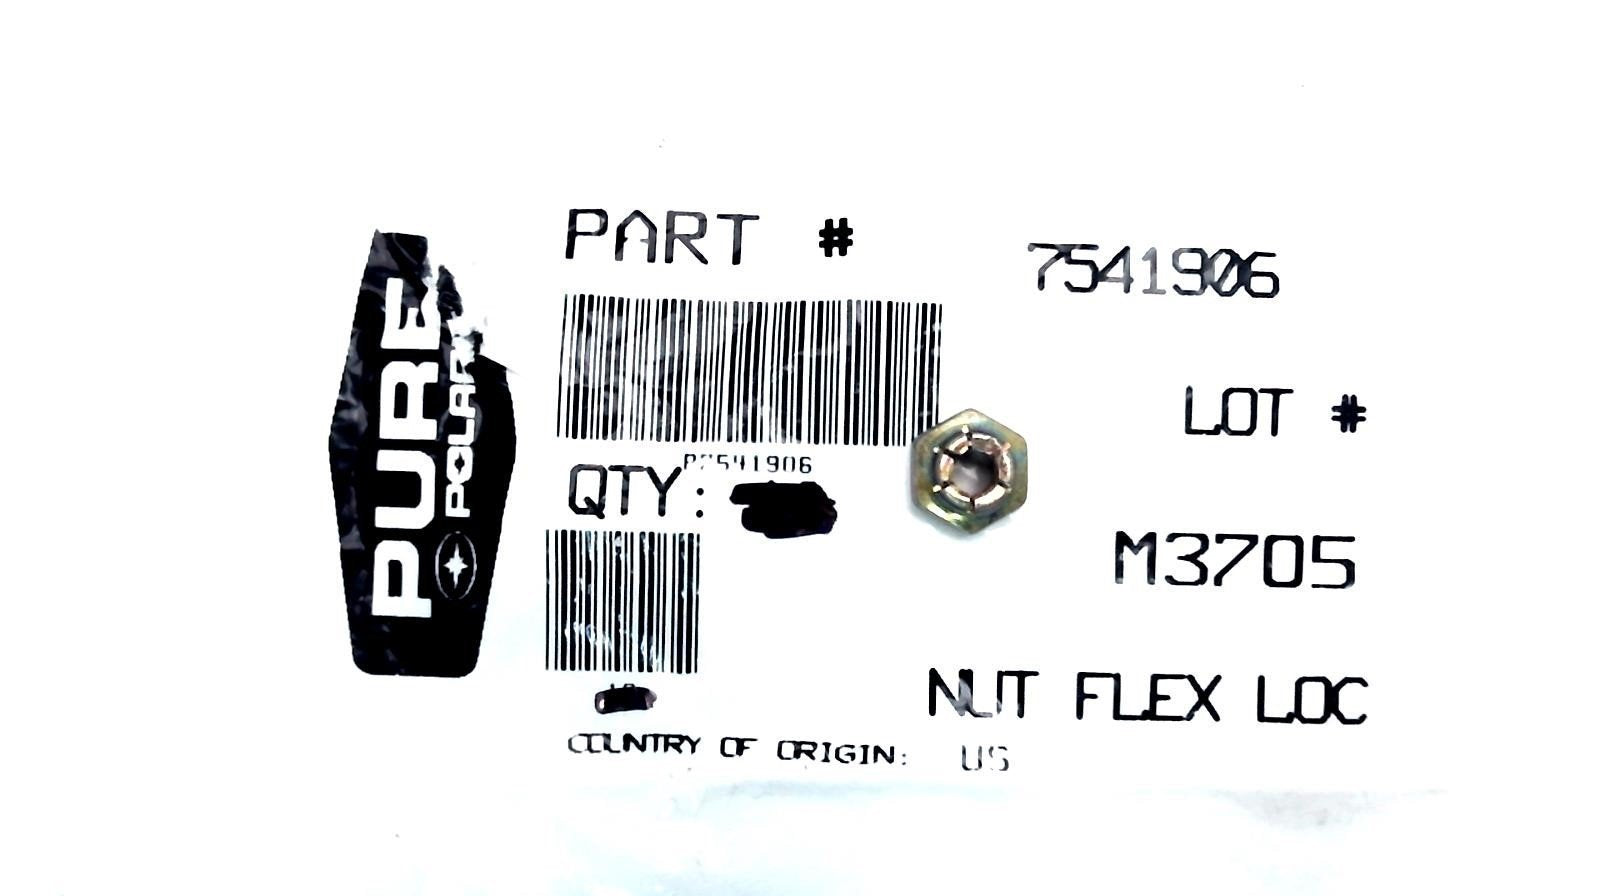 PURE
POLARIS
PART #
7541906
LOT #
QTY:
M3705
NUT FLEX LOC
COUNTRY OF ORIGIN: US